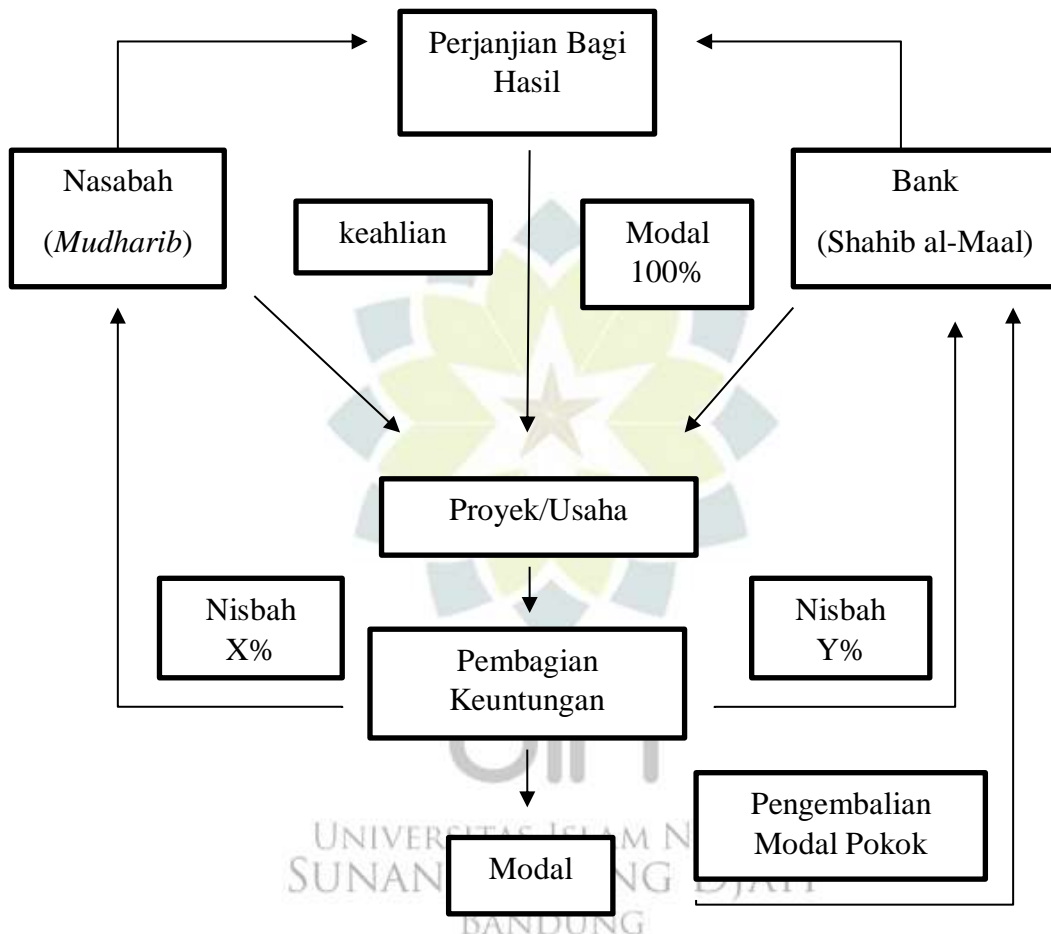 Perjanjian Bagi
Hasil
Nasabah
(Mudharib)
keahlian
Modal
100%
Bank
(Shahib al-Maal)
Proyek/Usaha
Nisbah
X%
Pembagian
Keuntungan
Nisbah
Y%
Pengembalian
Modal Pokok
Modal
UNIVERSITAS ISLAM N
SUNAN
BANDUNG